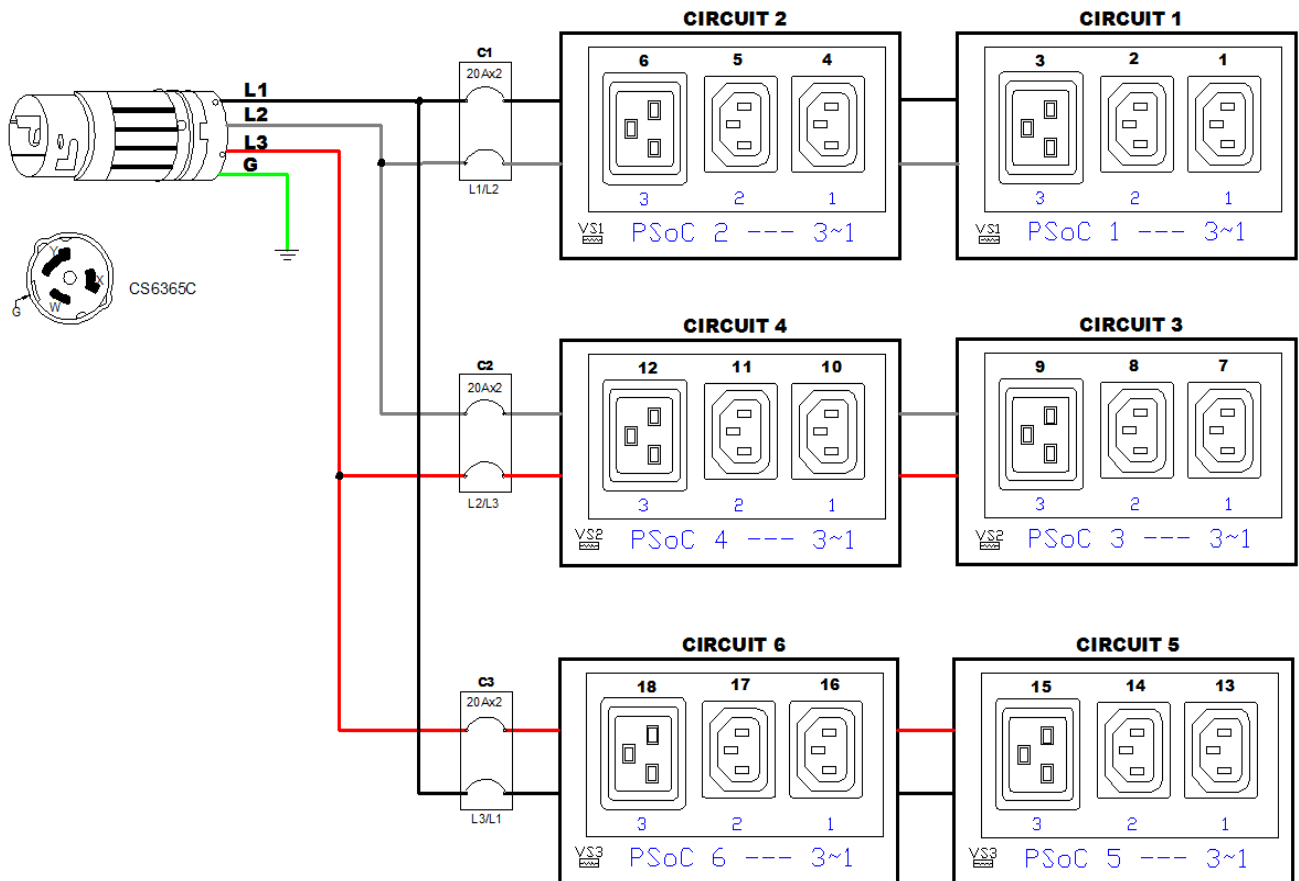 CIRCUIT 2
CIRCUIT 1
C1
20Ax2
L1/L2
6 5 4
3 2 1
VS1 PSoC 2 --- 3~1
3 2 1
3 2 1
VS1 PSoC 1 --- 3~1
L1
L2
L3
G
Y
X
W
G
CS6365C
CIRCUIT 4
CIRCUIT 3
C2
20Ax2
L2/L3
12 11 10
3 2 1
VS2 PSoC 4 --- 3~1
9 8 7
3 2 1
VS2 PSoC 3 --- 3~1
CIRCUIT 6
CIRCUIT 5
C3
20Ax2
L3/L1
18 17 16
3 2 1
VS3 PSoC 6 --- 3~1
15 14 13
3 2 1
VS3 PSoC 5 --- 3~1